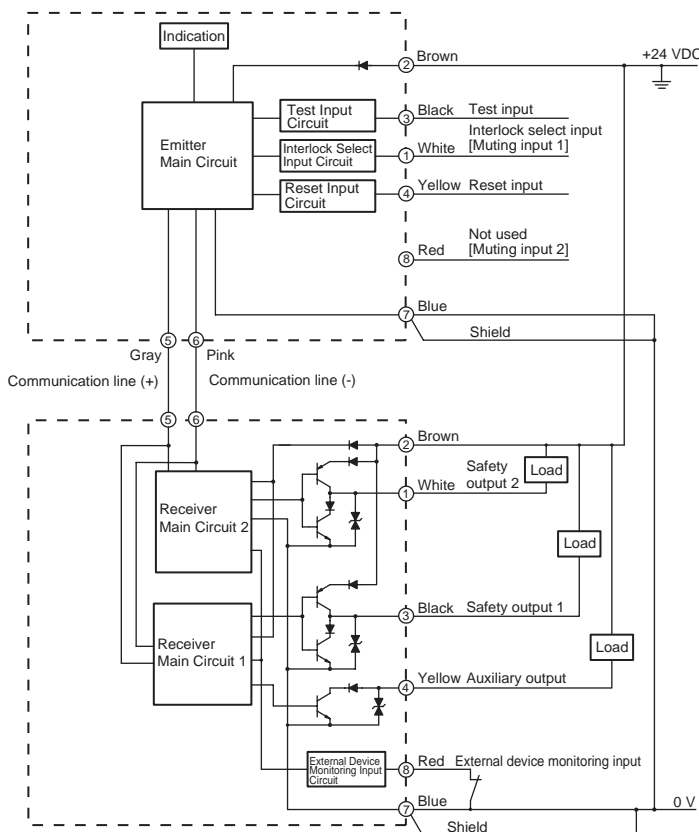 Indication
2 Brown
+24 VDC
Test Input
Circuit
3 Black Test input
Emitter
Main Circuit
Interlock Select
Input Circuit
1 White
Interlock select input
[Muting input 1]
Reset Input
Circuit
4 Yellow Reset input
8 Red
Not used
[Muting input 2]
7 Blue
Shield
5 6
Gray Pink
Communication line (+) Communication line (-)
5 6
2 Brown
1 White
Safety
output 2
Load
Receiver
Main Circuit 2
Load
3 Black Safety output 1
Receiver
Main Circuit 1
Load
4 Yellow Auxiliary output
External Device
Monitoring Input
Circuit
8 Red External device monitoring input
7 Blue
0 V
Shield